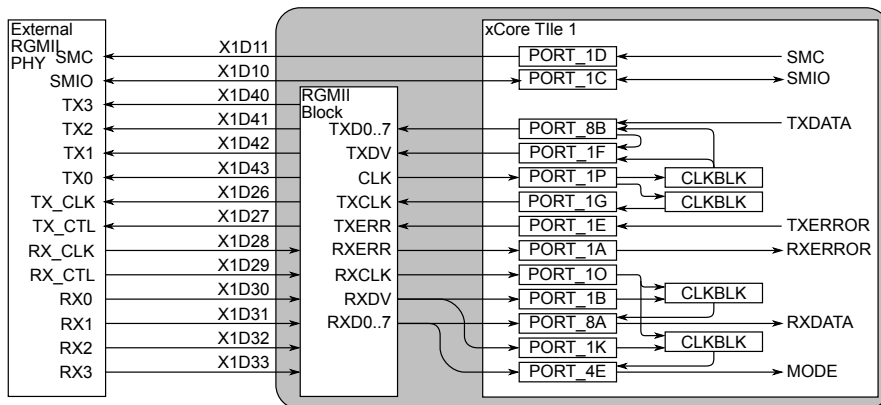 External
RGMII
PHY
SMC
SMIO
TX3
TX2
TX1
TX0
TX_CLK
TX_CTL
RX_CLK
RX_CTL
RX0
RX1
RX2
RX3
X1D11
X1D10
X1D40
X1D41
X1D42
X1D43
X1D26
X1D27
X1D28
X1D29
X1D30
X1D31
X1D32
X1D33
RGMII
Block
TXD0..7
TXDV
CLK
TXCLK
TXERR
RXERR
RXCLK
RXDV
RXD0..7
xCore TIle 1
PORT_1D
PORT_1C
PORT_8B
PORT_1F
PORT_1P
PORT_1G
PORT_1E
PORT_1A
PORT_1O
PORT_1B
PORT_8A
PORT_1K
PORT_4E
CLKBLK
CLKBLK
CLKBLK
CLKBLK
SMC
SMIO
TXDATA
TXERROR
RXERROR
RXDATA
MODE